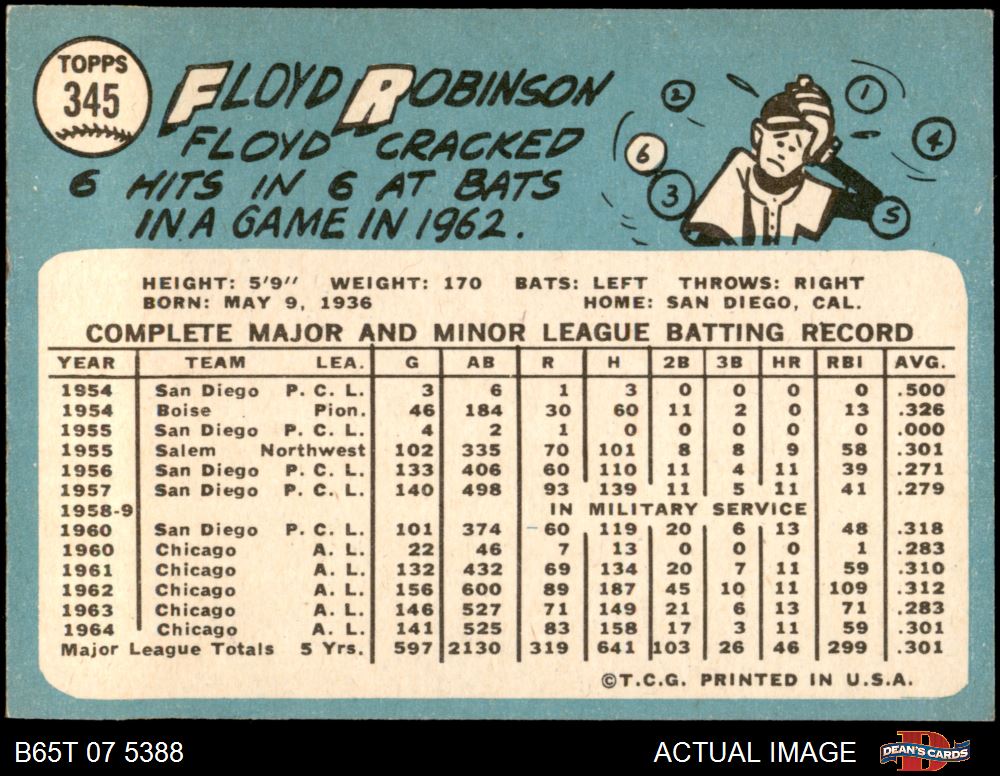 TOPPS
345
FLOYD ROBINSON
FLOYD CRACKED
6 HITS IN 6 AT BATS
IN A GAME IN 1962.
2
1
6
4
3
5
HEIGHT: 5'9" WEIGHT: 170 BATS: LEFT THROWS: RIGHT
BORN: MAY 9, 1936 HOME: SAN DIEGO, CAL.
COMPLETE MAJOR AND MINOR LEAGUE BATTING RECORD
YEAR TEAM LEA. G AB R H 2B 3B HR RBI AVG.
1954 San Diego P. C. L. 3 6 1 3 0 0 0 0 .500
1954 Boise Pion. 46 184 30 60 11 2 0 13 .326
1955 San Diego P. C. L. 4 2 1 0 0 0 0 0 .000
1955 Salem Northwest 102 335 70 101 8 8 9 58 .301
1956 San Diego P. C. L. 133 406 60 110 11 4 11 39 .271
1957 San Diego P. C. L. 140 498 93 139 11 5 11 41 .279
1958-9 IN MILITARY SERVICE
1960 San Diego P. C. L. 101 374 60 119 20 6 13 48 .318
1960 Chicago A. L. 22 46 7 13 0 0 0 1 .283
1961 Chicago A. L. 132 432 69 134 20 7 11 59 .310
1962 Chicago A. L. 156 600 89 187 45 10 11 109 .312
1963 Chicago A. L. 146 527 71 149 21 6 13 71 .283
1964 Chicago A. L. 141 525 83 158 17 3 11 59 .301
Major League Totals 5 Yrs. 597 2130 319 641 103 26 46 299 .301
©T.C.G. PRINTED IN U.S.A.
B65T 07 5388 ACTUAL IMAGE DEAN'S CARDS